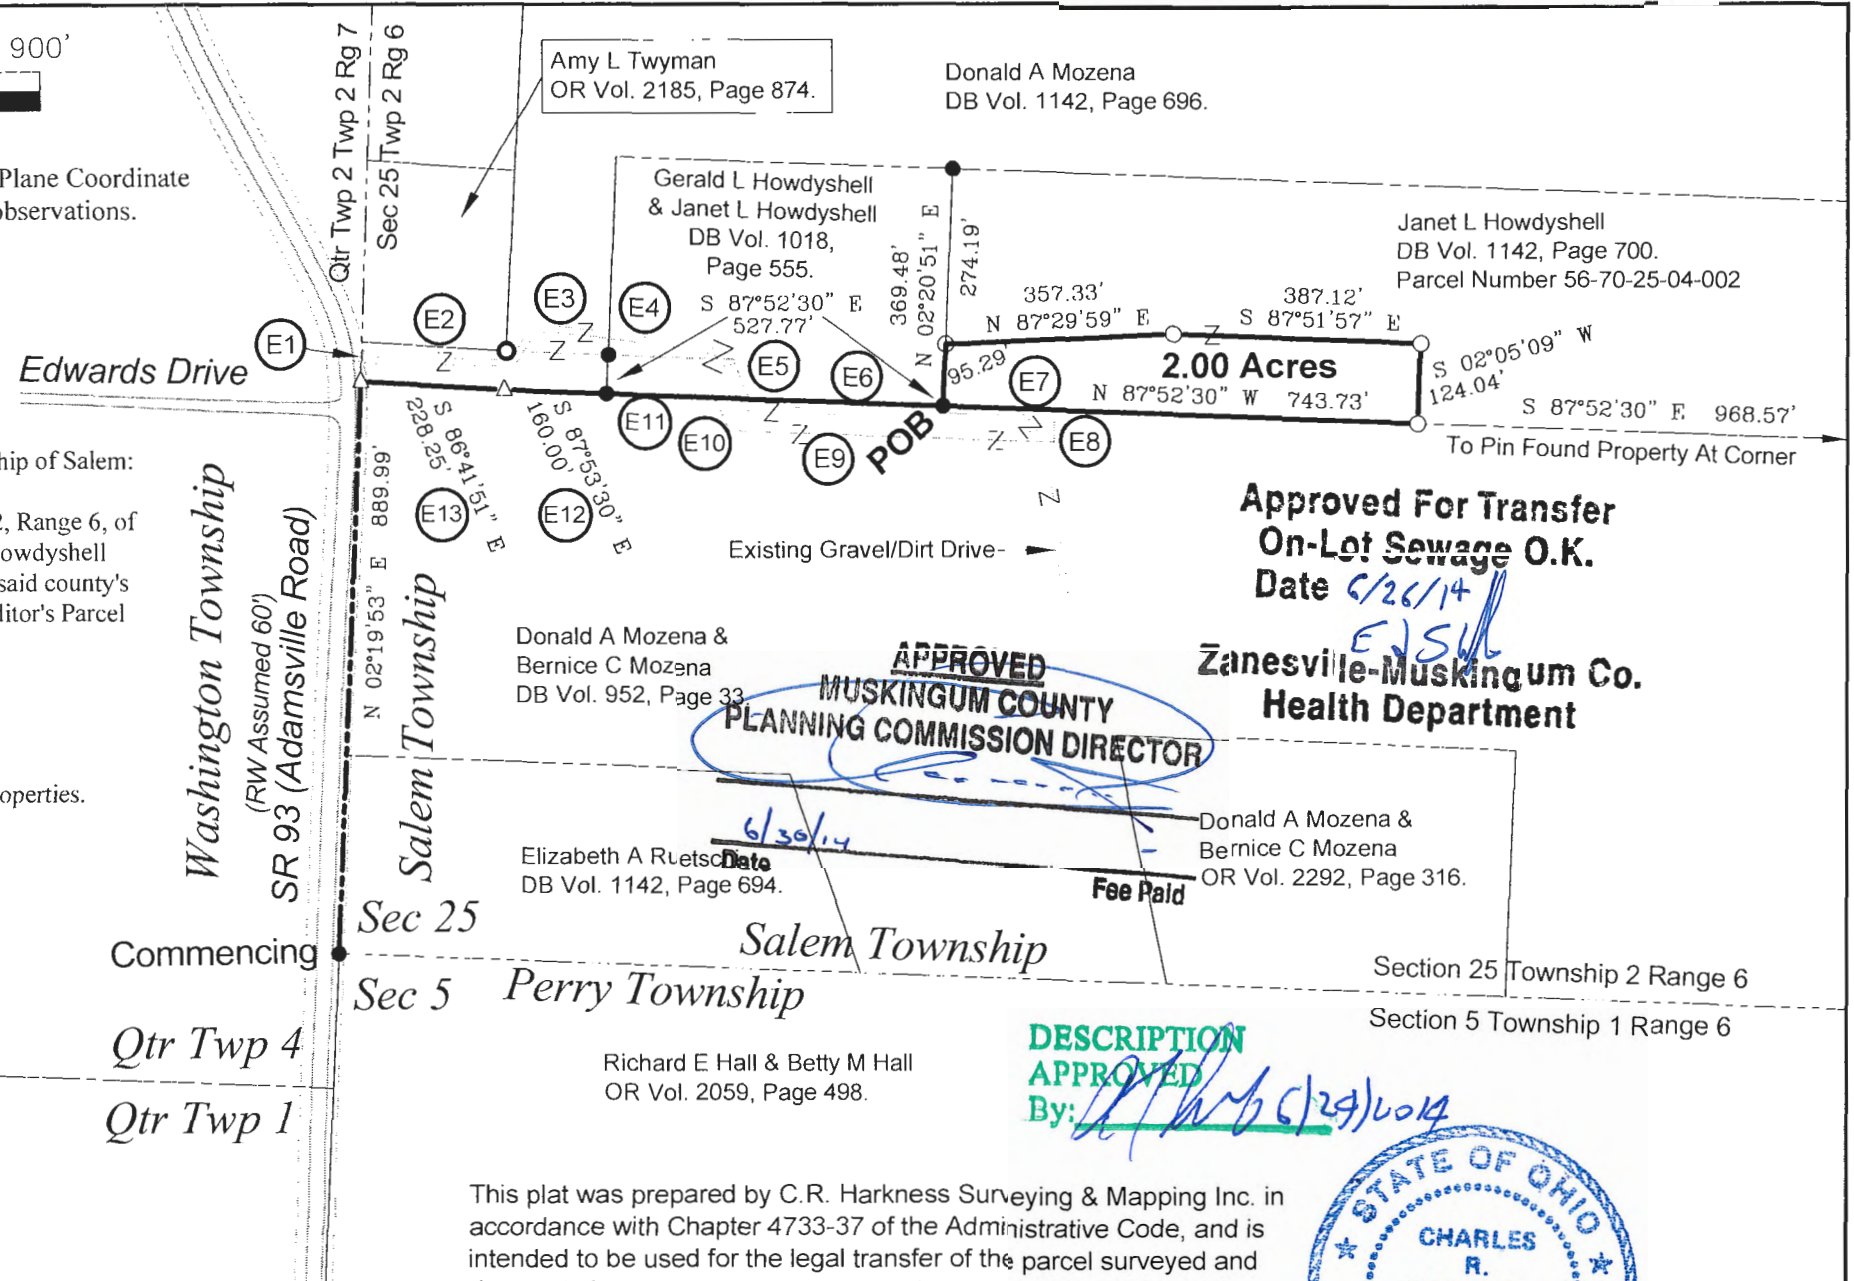 900'
Plane Coordinate
observations.
hip of Salem:
2, Range 6, of
owdyshell
said county's
litor's Parcel
operties.
Qtr Twp 2 Twp 2 Rg 7
Sec 25 Twp 2 Rg 6
Amy L Twyman
OR Vol. 2185, Page 874.
Donald A Mozena
DB Vol. 1142, Page 696.
Gerald L Howdyshell
& Janet L Howdyshell
DB Vol. 1018,
Page 555.
S 87°52'30" E
527.77'
369.48'
N 02°20'51" E
274.19'
95.29'
Janet L Howdyshell
DB Vol. 1142, Page 700.
Parcel Number 56-70-25-04-002
357.33'
N 87°29'59" E
387.12'
S 87°51'57" E
2.00 Acres
N 87°52'30" W 743.73'
S 02°05'09" W
124.04'
S 87°52'30" E 968.57'
To Pin Found Property At Corner
E1
E2
E3
E4
E5
E6
E7
E8
E9
E10
E11
E12
E13
Z
Z
Z
Z
Z
Z
Z
Z
Z
Z
POB
Edwards Drive
S 86°41'51" E
228.25'
S 87°53'30" E
160.00'
N 02°19'53" E 889.99'
Washington Township
(RW Assumed 60')
SR 93 (Adamsville Road)
Salem Township
Existing Gravel/Dirt Drive-
Approved For Transfer
On-Lot Sewage O.K.
Date 6/26/14
Zanesville-Muskingum Co.
Health Department
Donald A Mozena &
Bernice C Mozena
DB Vol. 952, Page 33.
APPROVED
MUSKINGUM COUNTY
PLANNING COMMISSION DIRECTOR
6/30/14
Date
Fee Paid
Elizabeth A Ruetsc
DB Vol. 1142, Page 694.
Donald A Mozena &
Bernice C Mozena
OR Vol. 2292, Page 316.
Sec 25
Salem Township
Commencing
Sec 5
Perry Township
Section 25 Township 2 Range 6
Section 5 Township 1 Range 6
Qtr Twp 4
Qtr Twp 1
Richard E Hall & Betty M Hall
OR Vol. 2059, Page 498.
DESCRIPTION
APPROVED
By:
6/29/2014
This plat was prepared by C.R. Harkness Surveying & Mapping Inc. in
accordance with Chapter 4733-37 of the Administrative Code, and is
intended to be used for the legal transfer of the parcel surveyed and
STATE OF OHIO
CHARLES
R.